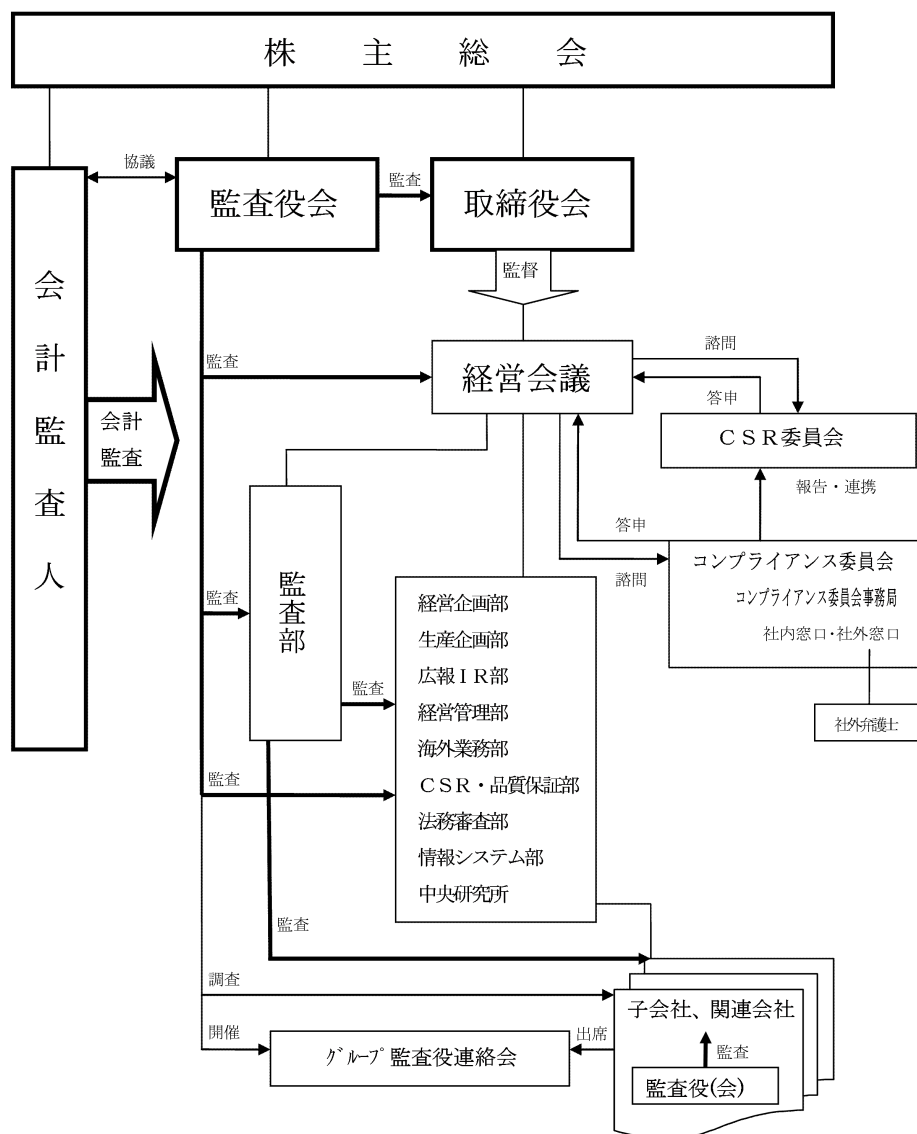 株主総会
協議
監査役会
監査
取締役会
監督
会計監査人
会計
監査
監査
経営会議
諮問
答申
CSR委員会
報告・連携
答申
諮問
コンプライアンス委員会
コンプライアンス委員会事務局
社内窓口・社外窓口
社外弁護士
監査
監査部
監査
経営企画部
生産企画部
広報IR部
経営管理部
海外業務部
CSR・品質保証部
法務審査部
情報システム部
中央研究所
監査
監査
調査
子会社、関連会社
監査
監査役(会)
開催
グループ監査役連絡会
出席